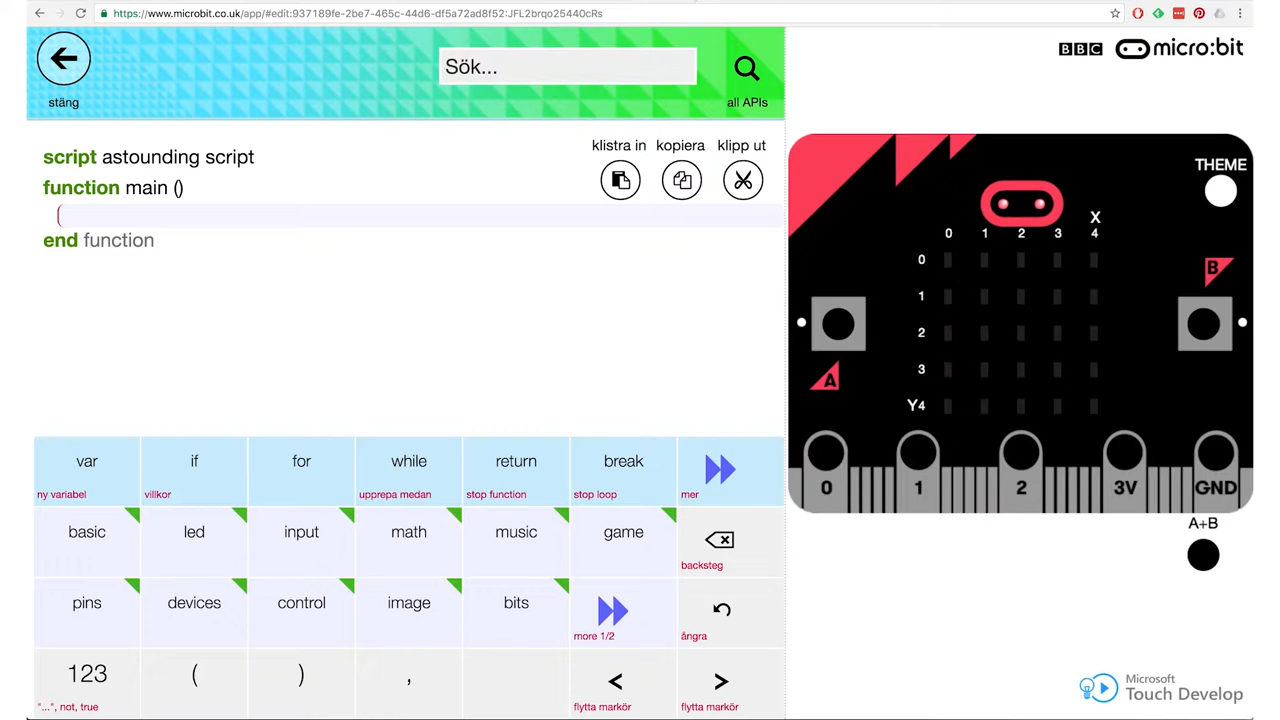 https://www.microbit.co.uk/app/#edit:937189fe-2be7-465c-44d6-df5a72ad8f52:JFL2brqo25440cRs
stäng
Sök...
all APIs
BBC micro:bit
script astounding script
function main ()
end function
klistra in kopiera klipp ut
THEME
X
0 1 2 3 4
0
1
2
3
Y4
A
B
0 1 2 3V GND
A+B
var if for while return break
ny variabel villkor upprepa medan stop function stop loop mer
basic led input math music game
backsteg
pins devices control image bits
more 1/2 ångra
123 ( ) , < >
"...", not, true flytta markör flytta markör
Microsoft
Touch Develop